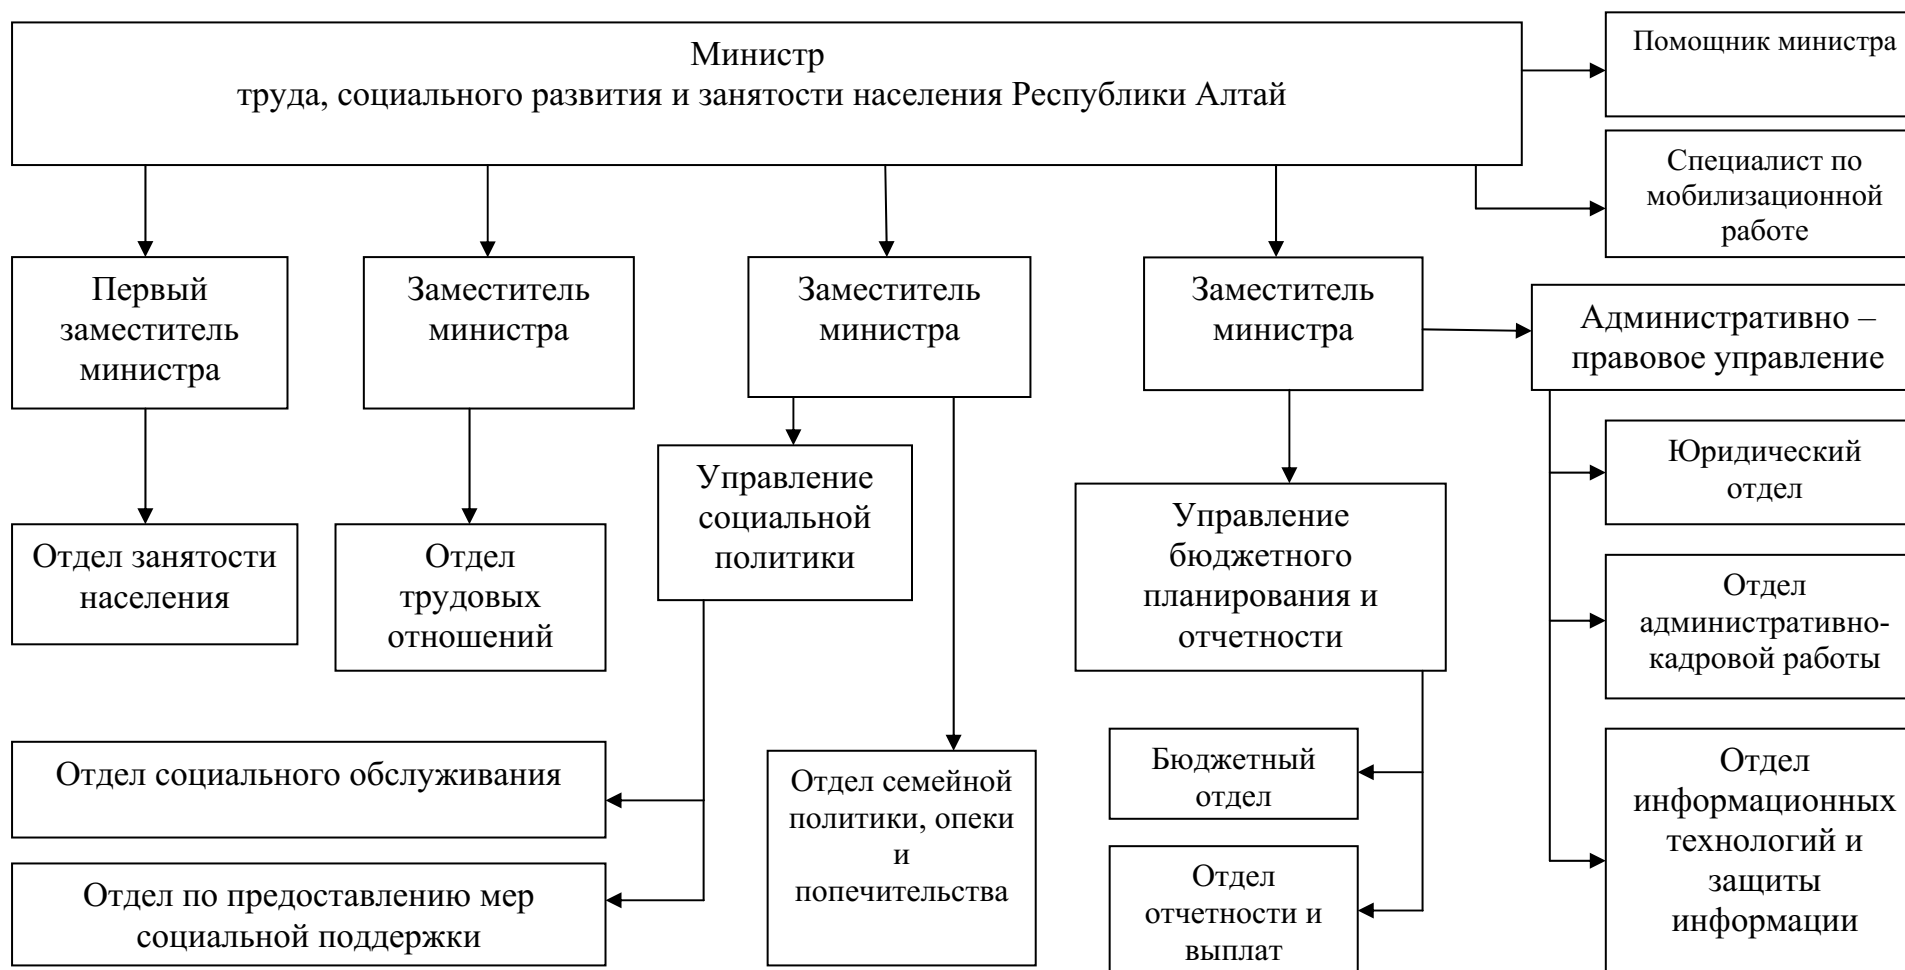 Министр
труда, социального развития и занятости населения Республики Алтай
Помощник министра
Специалист по
мобилизационной
работе
Первый
заместитель
министра
Заместитель
министра
Заместитель
министра
Заместитель
министра
Административно –
правовое управление
Отдел занятости
населения
Отдел
трудовых
отношений
Управление
социальной
политики
Управление
бюджетного
планирования и
отчетности
Юридический
отдел
Отдел
административно-
кадровой работы
Отдел социального обслуживания
Отдел по предоставлению мер
социальной поддержки
Отдел семейной
политики, опеки
и
попечительства
Бюджетный
отдел
Отдел
отчетности и
выплат
Отдел
информационных
технологий и
защиты
информации